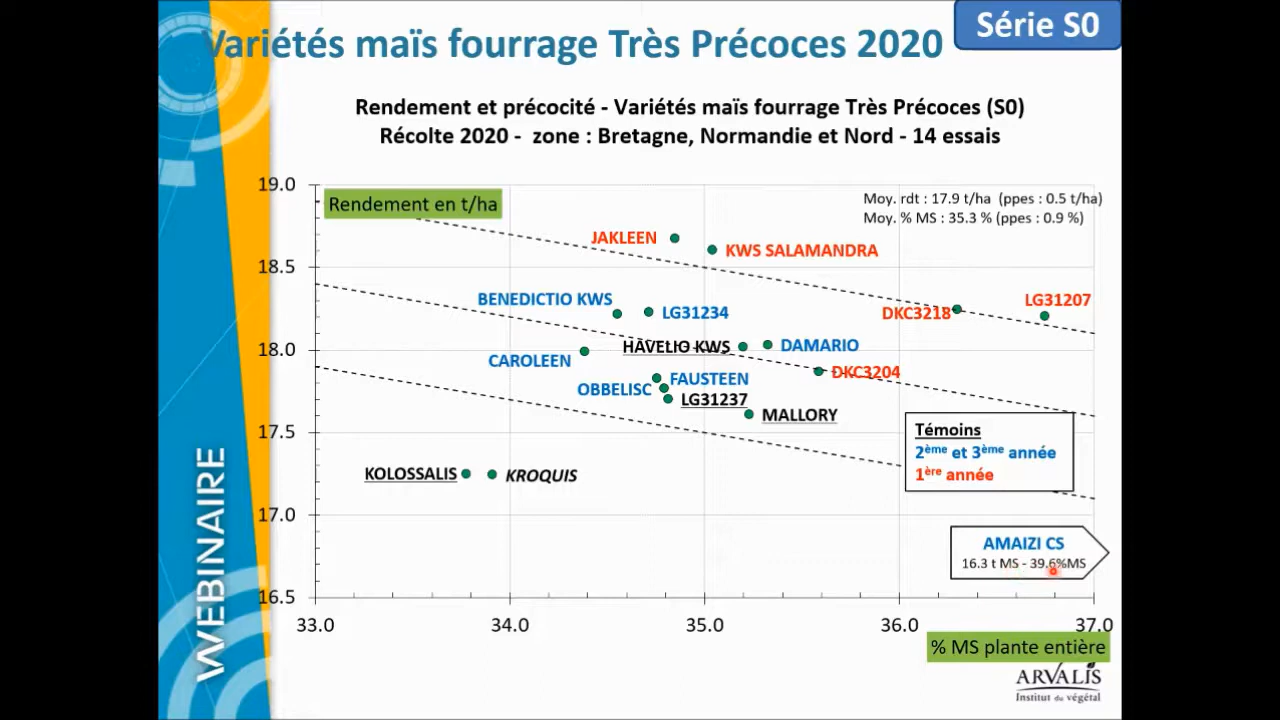 Variétés maïs fourrage Très Précoces 2020
Série S0
Rendement et précocité - Variétés maïs fourrage Très Précoces (S0)
Récolte 2020 - zone : Bretagne, Normandie et Nord - 14 essais
19.0
Rendement en t/ha
Moy. rdt : 17.9 t/ha (ppes : 0.5 t/ha)
Moy. % MS : 35.3 % (ppes : 0.9 %)
JAKLEEN
KWS SALAMANDRA
18.5
BENEDICTIO KWS
LG31234
DKC3218
LG31207
18.0
HAVELIO KWS
DAMARIO
CAROLEEN
DKC3204
OBBELISC
FAUSTEEN
LG31237
MALLORY
17.5
Témoins
2ème et 3ème année
1ère année
KOLOSSALIS
KROQUIS
17.0
AMAIZI CS
16.3 t MS - 39.6%MS
16.5
33.0
34.0
35.0
36.0
37.0
% MS plante entière
WEBINAIRE
ARVALIS
Institut du végétal